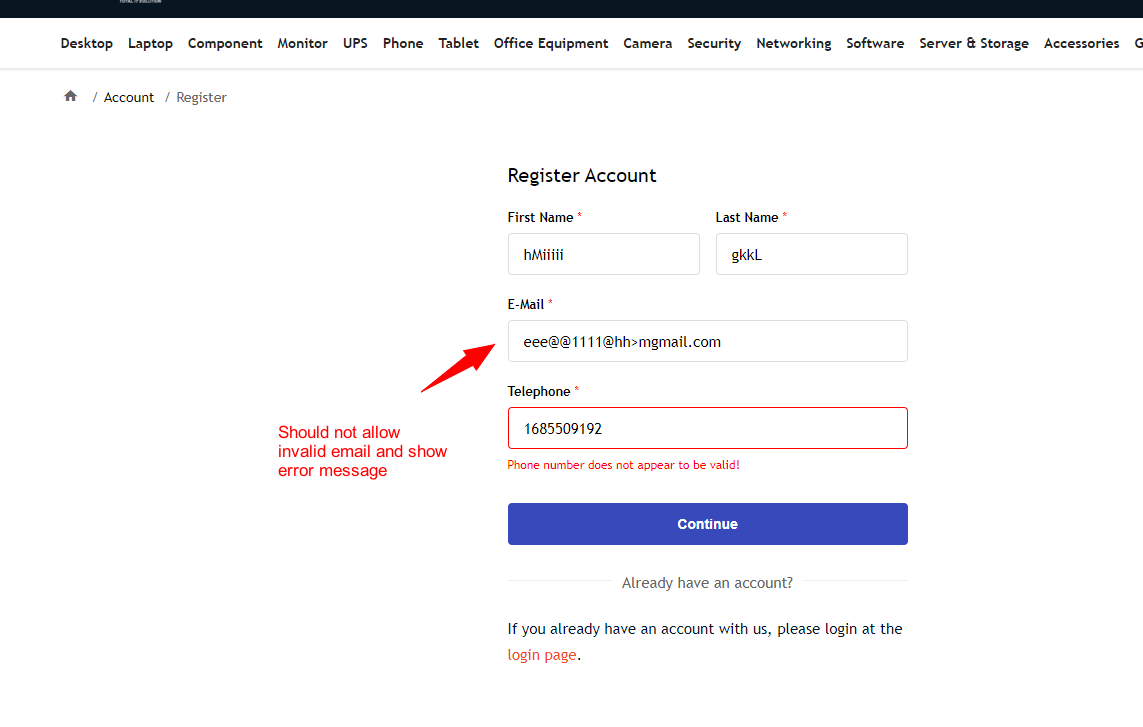 TOTAL IT SOLUTION
Desktop Laptop Component Monitor UPS Phone Tablet Office Equipment Camera Security Networking Software Server & Storage Accessories G
/ Account / Register
Register Account
First Name * Last Name *
hMiiiii gkkL
E-Mail *
eee@@1111@hh>mgmail.com
Telephone *
1685509192
Should not allow
invalid email and show
error message
Phone number does not appear to be valid!
Continue
Already have an account?
If you already have an account with us, please login at the
login page.